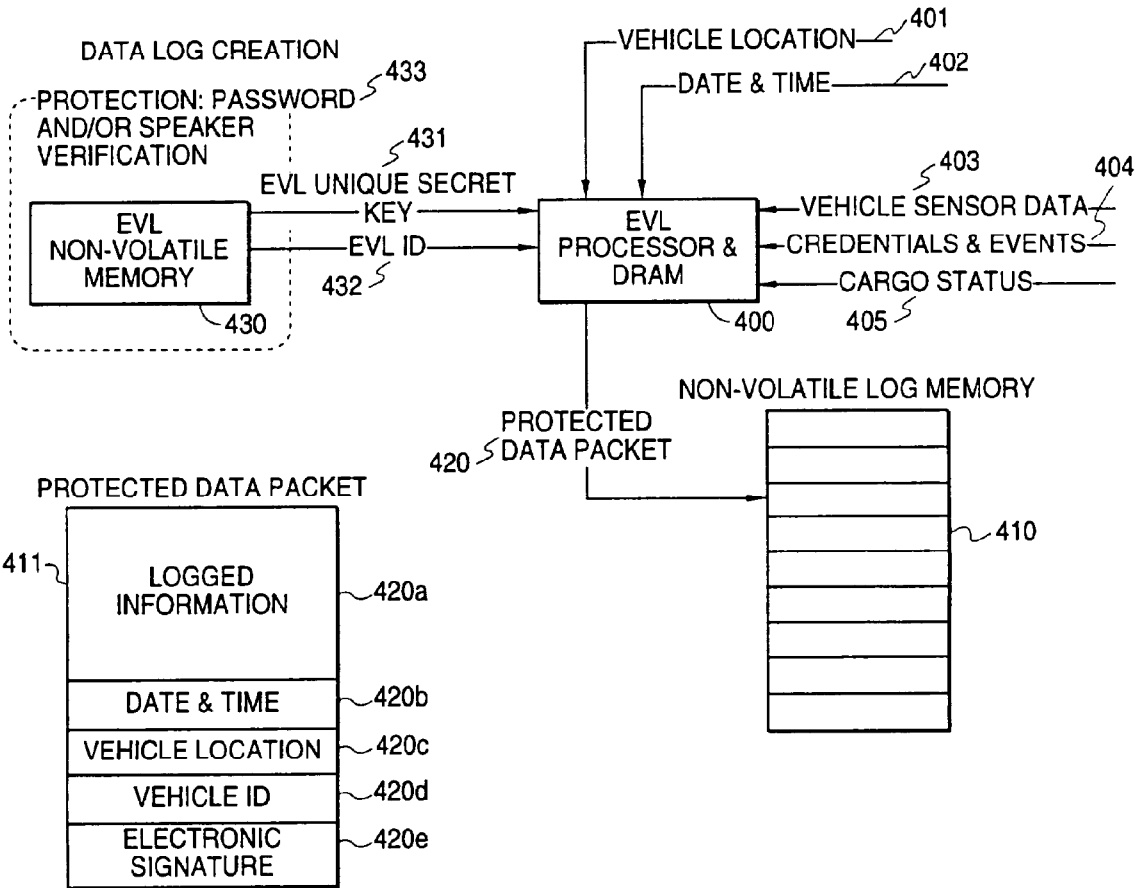 DATA LOG CREATION
433
PROTECTION: PASSWORD
AND/OR SPEAKER
VERIFICATION
401
VEHICLE LOCATION
402
DATE & TIME
431
EVL UNIQUE SECRET
KEY
EVL ID
432
EVL
NON-VOLATILE
MEMORY
430
EVL
PROCESSOR &
DRAM
400
403
404
VEHICLE SENSOR DATA
CREDENTIALS & EVENTS
CARGO STATUS
405
PROTECTED
DATA PACKET
420
NON-VOLATILE LOG MEMORY
410
PROTECTED DATA PACKET
411
LOGGED
INFORMATION
420a
DATE & TIME
420b
VEHICLE LOCATION
420c
VEHICLE ID
420d
ELECTRONIC
SIGNATURE
420e